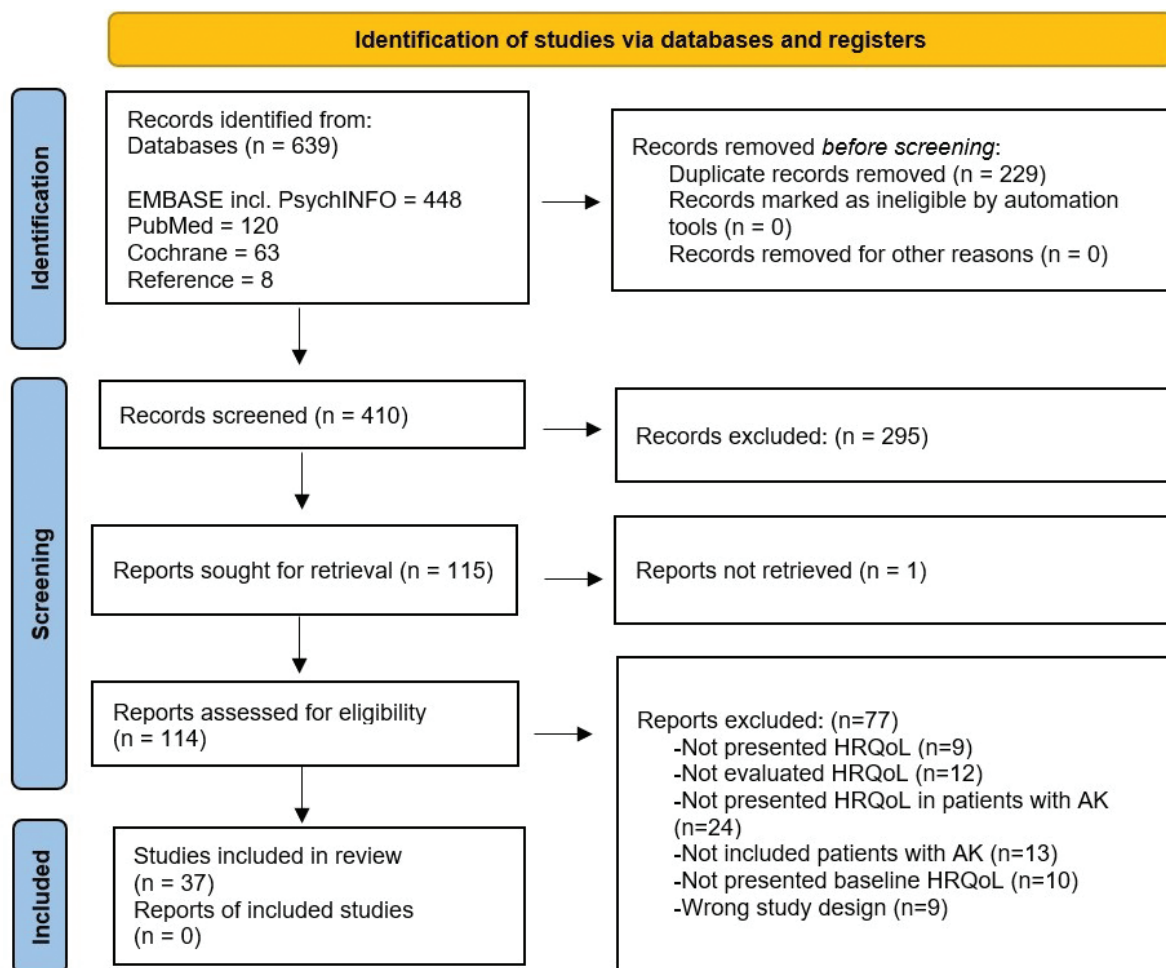 Identification of studies via databases and registers
Identification
Records identified from:
Databases (n = 639)
EMBASE incl. PsychINFO = 448
PubMed = 120
Cochrane = 63
Reference = 8
Records removed before screening:
Duplicate records removed (n = 229)
Records marked as ineligible by automation
tools (n = 0)
Records removed for other reasons (n = 0)
Screening
Records screened (n = 410)
Records excluded: (n = 295)
Reports sought for retrieval (n = 115)
Reports not retrieved (n = 1)
Reports assessed for eligibility
(n = 114)
Reports excluded: (n=77)
-Not presented HRQoL (n=9)
-Not evaluated HRQoL (n=12)
-Not presented HRQoL in patients with AK
(n=24)
-Not included patients with AK (n=13)
-Not presented baseline HRQoL (n=10)
-Wrong study design (n=9)
Included
Studies included in review
(n = 37)
Reports of included studies
(n = 0)